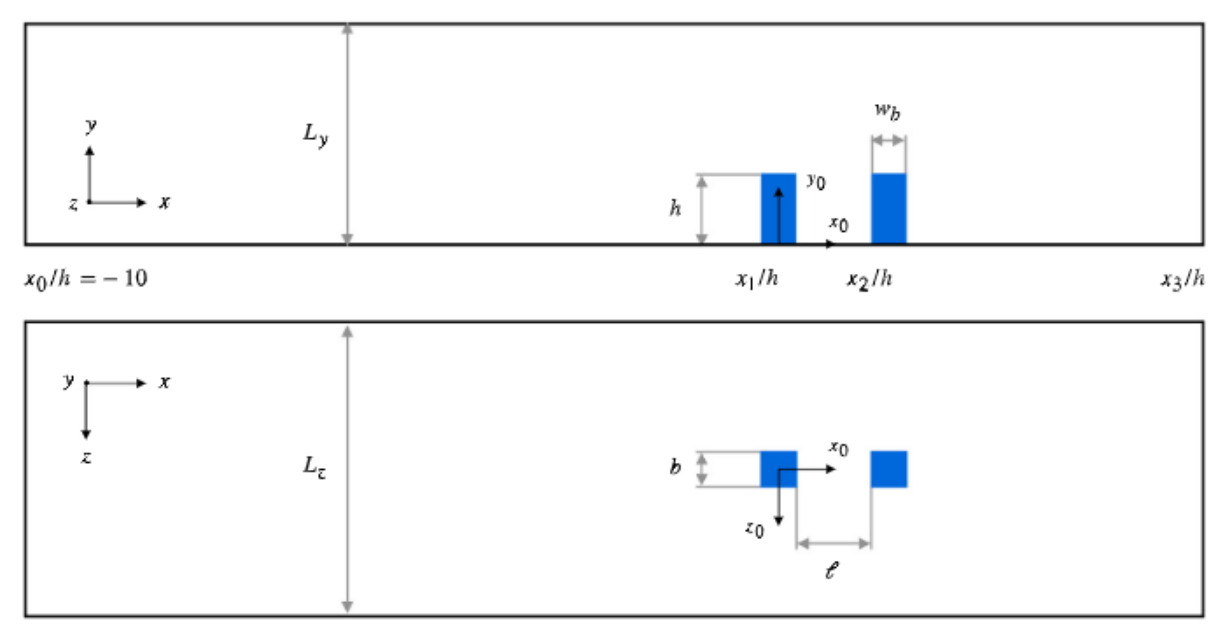 w_b
y
L_y
y_0
z
x
h
x_0
x_0/h = − 10
x_1/h
x_2/h
x_3/h
y
x
z
L_z
b
x_0
z_0
ℓ